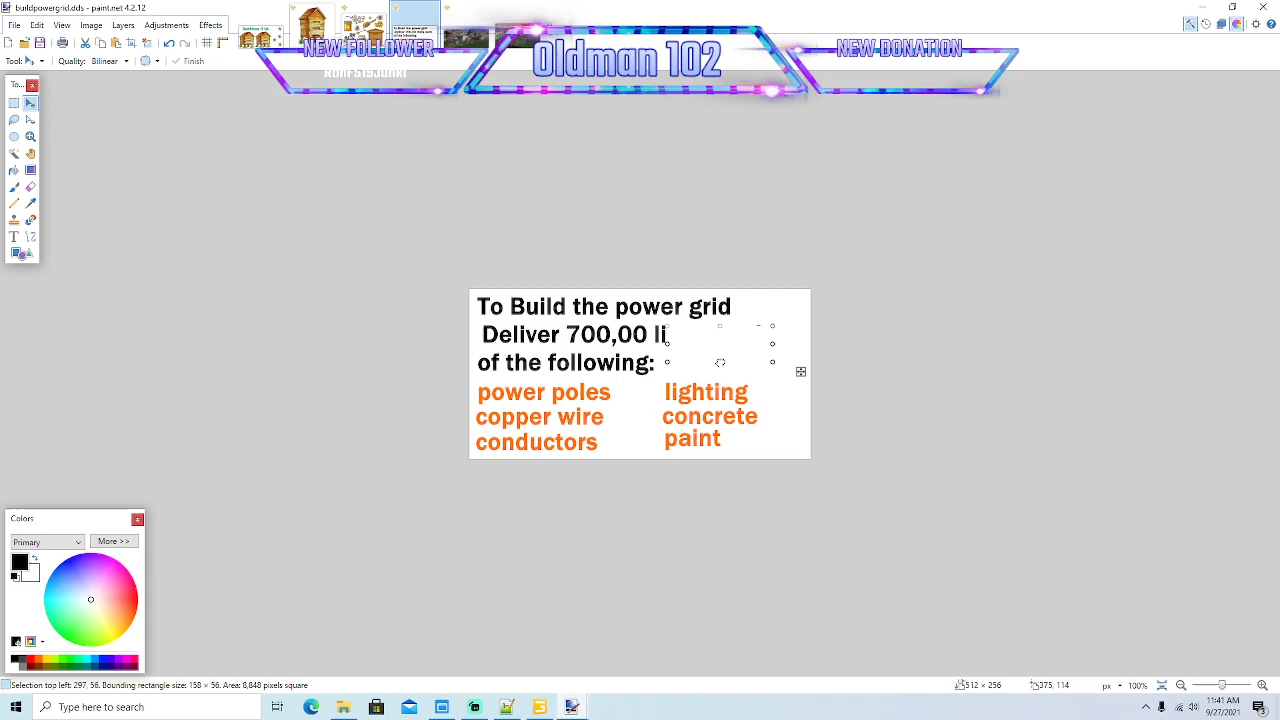 buildpowergrid.dds - paint.net 4.2.12
File Edit View Image Layers Adjustments Effects
NEW FOLLOWER
Oldman 102
NEW DONATION
Tool:
To Build the power grid
Deliver 700,00 li
of the following:
power poles lighting
copper wire concrete
conductors paint
Colors
Primary More >>
Selection top left: 297, 56. Bounding rectangle size: 158 × 56. Area: 8,848 pixels square
512 × 256 375, 114 px 100%
Type here to search
11:41 AM
9/27/2021